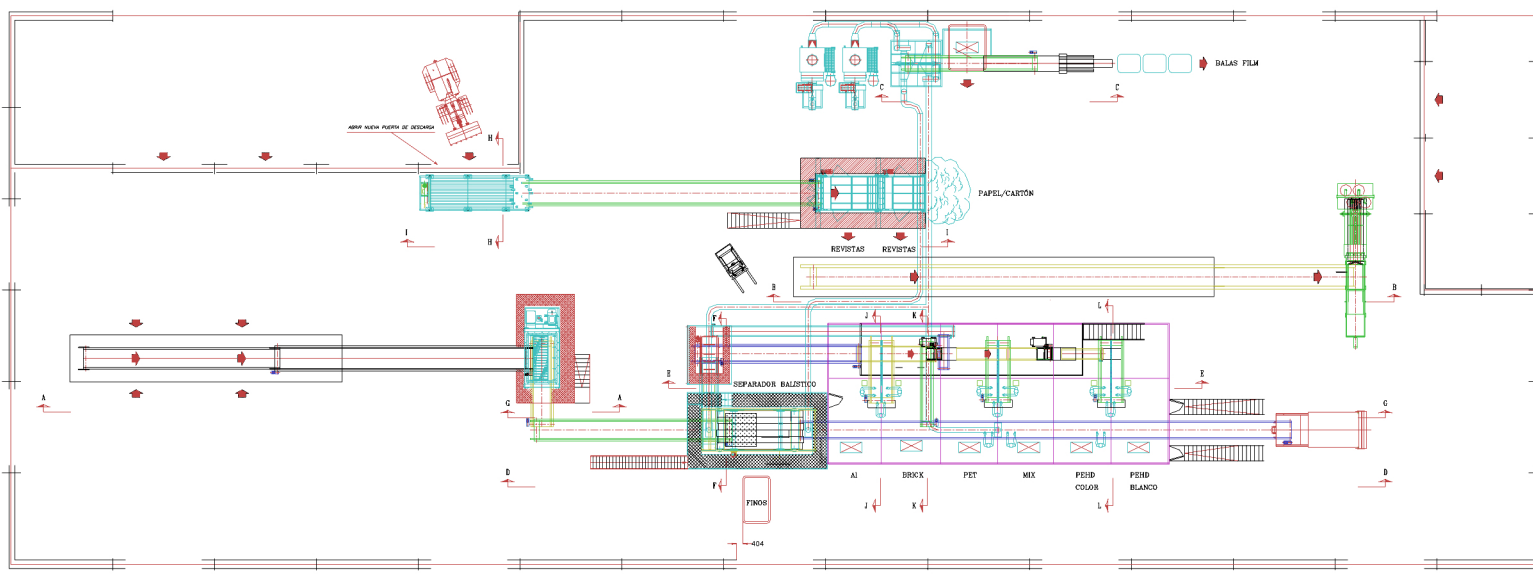 BALAS FILM
C
C
ABRIR NUEVA PUERTA DE DESCARGA
H
PAPEL/CARTÓN
I
H
REVISTAS
REVISTAS
I
B
B
L
J
K
F
E
SEPARADOR BALÍSTICO
E
A
G
A
G
D
F
AI
BRICK
PET
MIX
PEHD
COLOR
PEHD
BLANCO
D
FINOS
J
K
L
404